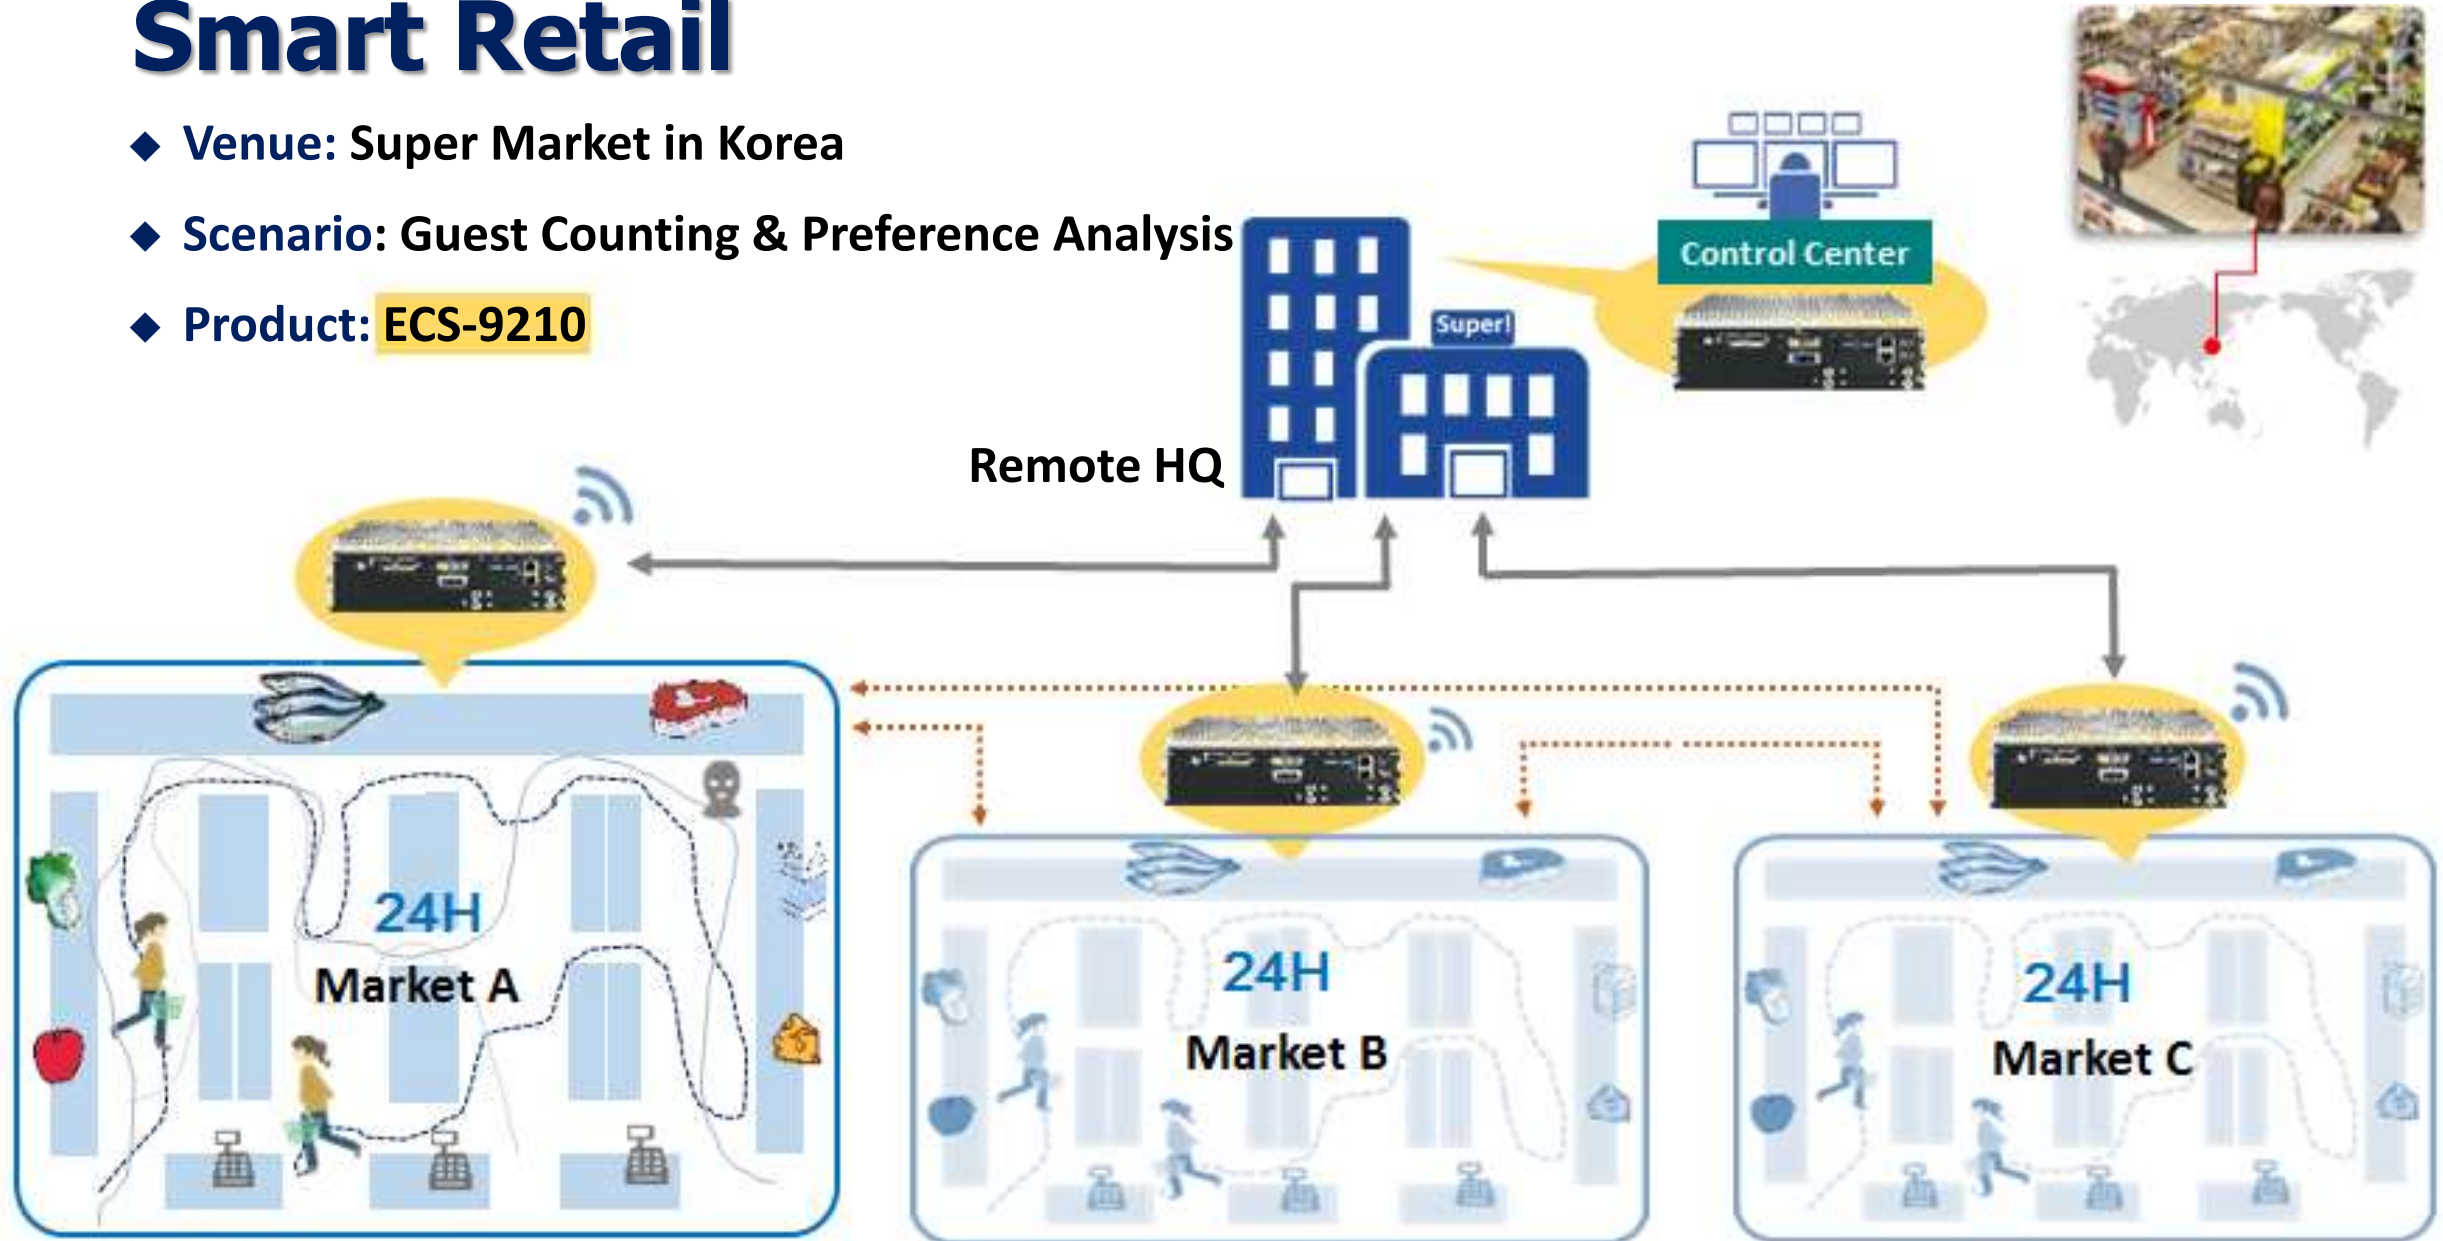 Smart Retail
Venue: Super Market in Korea
Scenario: Guest Counting & Preference Analysis
Product: ECS-9210
Control Center
Super!
Remote HQ
24H
Market A
24H
Market B
24H
Market C